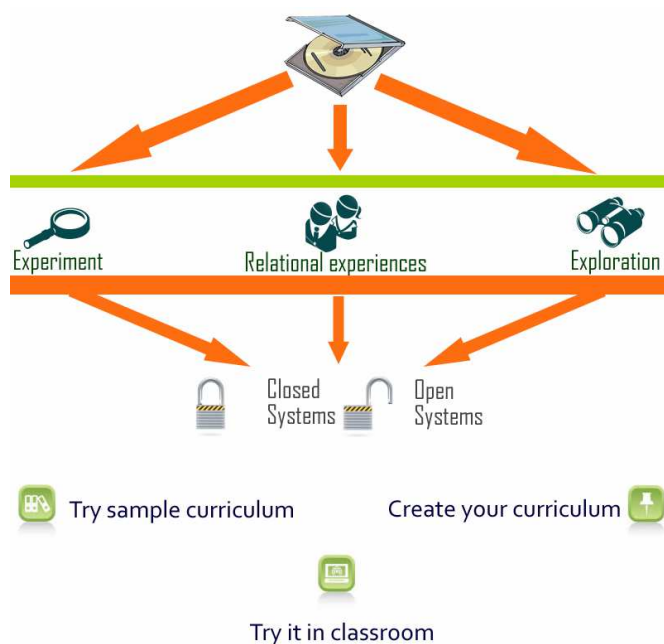 Experiment
Relational experiences
Exploration
Closed
Systems
Open
Systems
Try sample curriculum
Create your curriculum
Try it in classroom